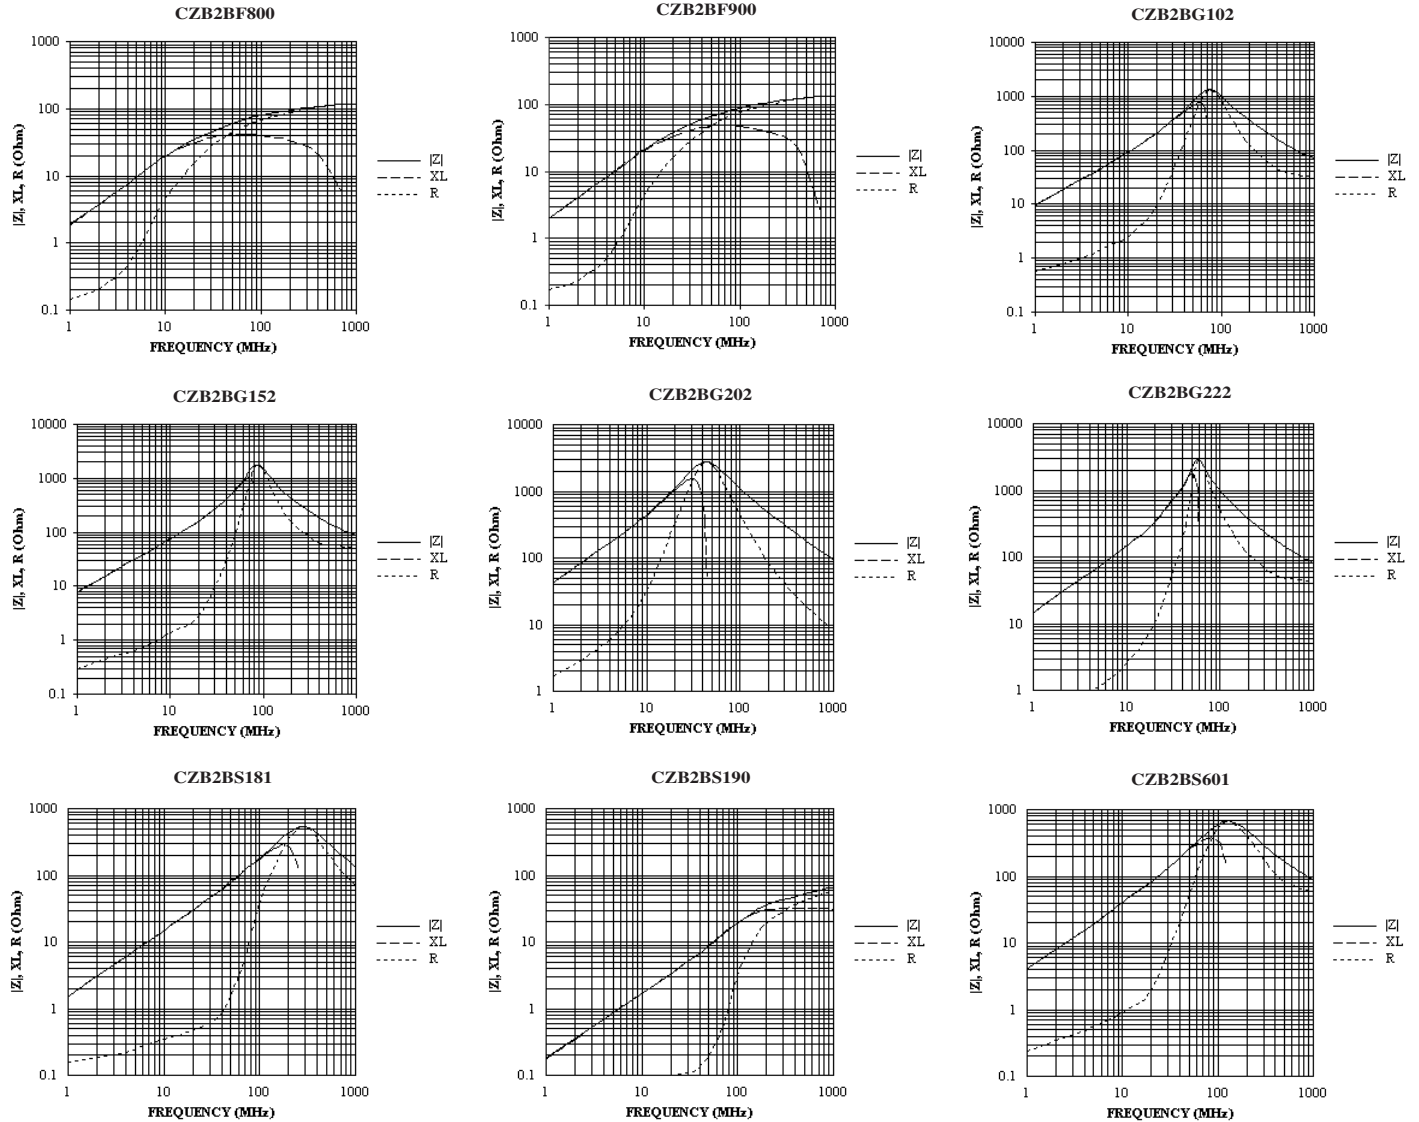 CZB2BF800
1000
100
10
1
0.1
1
10
100
1000
|Z|, XL, R (Ohm)
FREQUENCY (MHz)
|Z|
XL
R
CZB2BF900
1000
100
10
1
0.1
1
10
100
1000
|Z|, XL, R (Ohm)
FREQUENCY (MHz)
|Z|
XL
R
CZB2BG102
10000
1000
100
10
1
0.1
1
10
100
1000
|Z|, XL, R (Ohm)
FREQUENCY (MHz)
|Z|
XL
R
CZB2BG152
10000
1000
100
10
1
0.1
1
10
100
1000
|Z|, XL, R (Ohm)
FREQUENCY (MHz)
|Z|
XL
R
CZB2BG202
10000
1000
100
10
1
1
10
100
1000
|Z|, XL, R (Ohm)
FREQUENCY (MHz)
|Z|
XL
R
CZB2BG222
10000
1000
100
10
1
1
10
100
1000
|Z|, XL, R (Ohm)
FREQUENCY (MHz)
|Z|
XL
R
CZB2BS181
1000
100
10
1
0.1
1
10
100
1000
|Z|, XL, R (Ohm)
FREQUENCY (MHz)
|Z|
XL
R
CZB2BS190
1000
100
10
1
0.1
1
10
100
1000
|Z|, XL, R (Ohm)
FREQUENCY (MHz)
|Z|
XL
R
CZB2BS601
1000
100
10
1
0.1
1
10
100
1000
|Z|, XL, R (Ohm)
FREQUENCY (MHz)
|Z|
XL
R